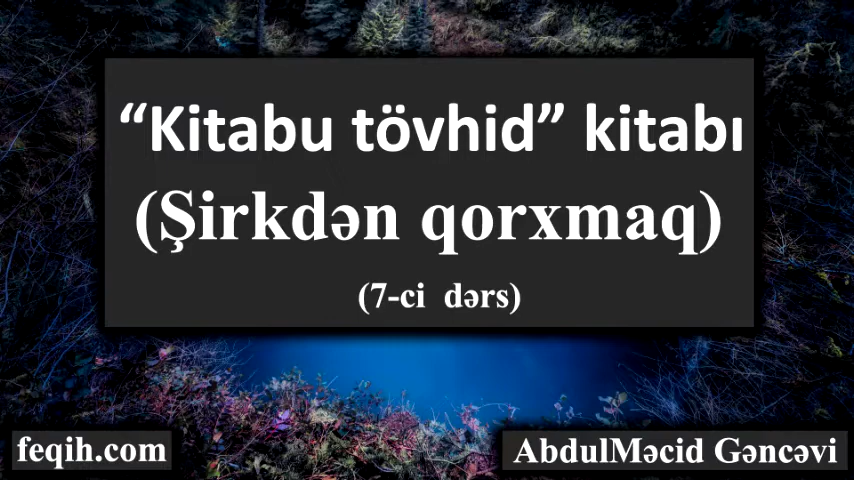 “Kitabu tövhid” kitabı
(Şirkdən qorxmaq)
(7-ci dərs)
feqih.com
AbdulMəcid Gəncəvi